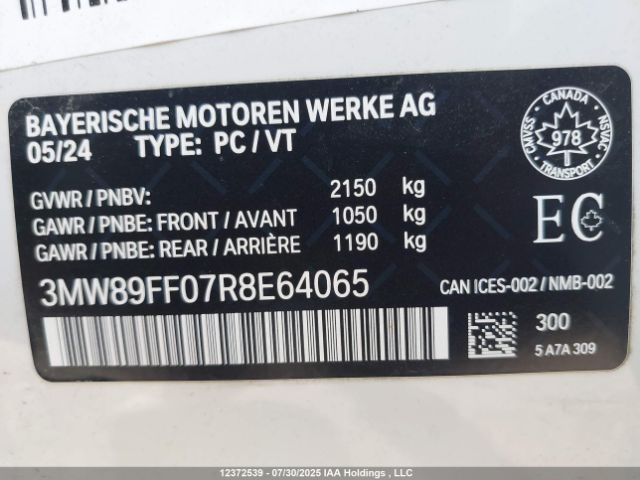 BAYERISCHE MOTOREN WERKE AG
05/24 TYPE: PC / VT
GVWR / PNBV: 2150 kg
GAWR / PNBE: FRONT / AVANT 1050 kg
GAWR / PNBE: REAR / ARRIÈRE 1190 kg
3MW89FF07R8E64065
CANADA
CMVSS 978 NSVAC
TRANSPORT
EC
CAN ICES-002 / NMB-002
300
5 A7A 309
12372539 - 07/30/2025 IAA Holdings , LLC